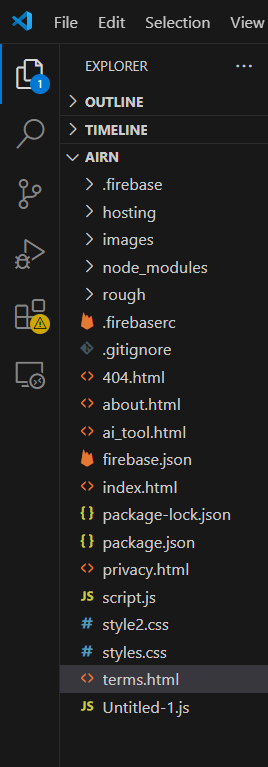 File Edit Selection View
EXPLORER ...
1
OUTLINE
TIMELINE
AIRN
.firebase
hosting
images
node_modules
rough
.firebaserc
.gitignore
<> 404.html
<> about.html
<> ai_tool.html
firebase.json
<> index.html
{} package-lock.json
{} package.json
<> privacy.html
JS script.js
# style2.css
# styles.css
<> terms.html
JS Untitled-1.js